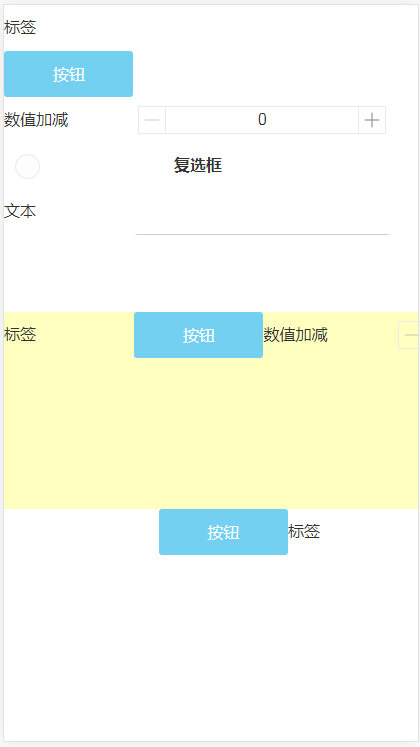 标签
按钮
数值加减 0
复选框
文本
标签 按钮 数值加减
按钮 标签